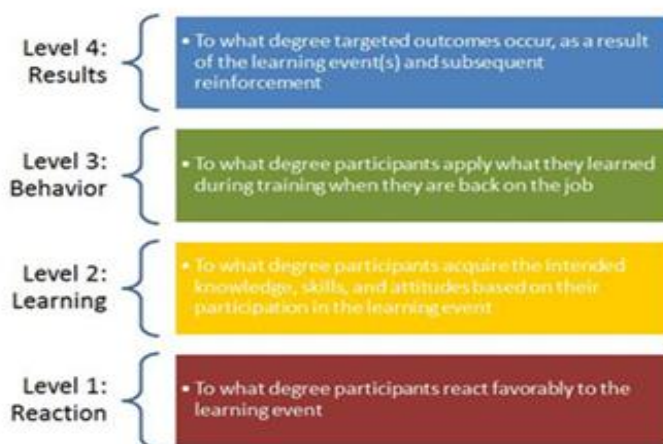 Level 4:
Results
• To what degree targeted outcomes occur, as a result
of the learning event(s) and subsequent
reinforcement
Level 3:
Behavior
• To what degree participants apply what they learned
during training when they are back on the job
Level 2:
Learning
• To what degree participants acquire the intended
knowledge, skills, and attitudes based on their
participation in the learning event
Level 1:
Reaction
• To what degree participants react favorably to the
learning event